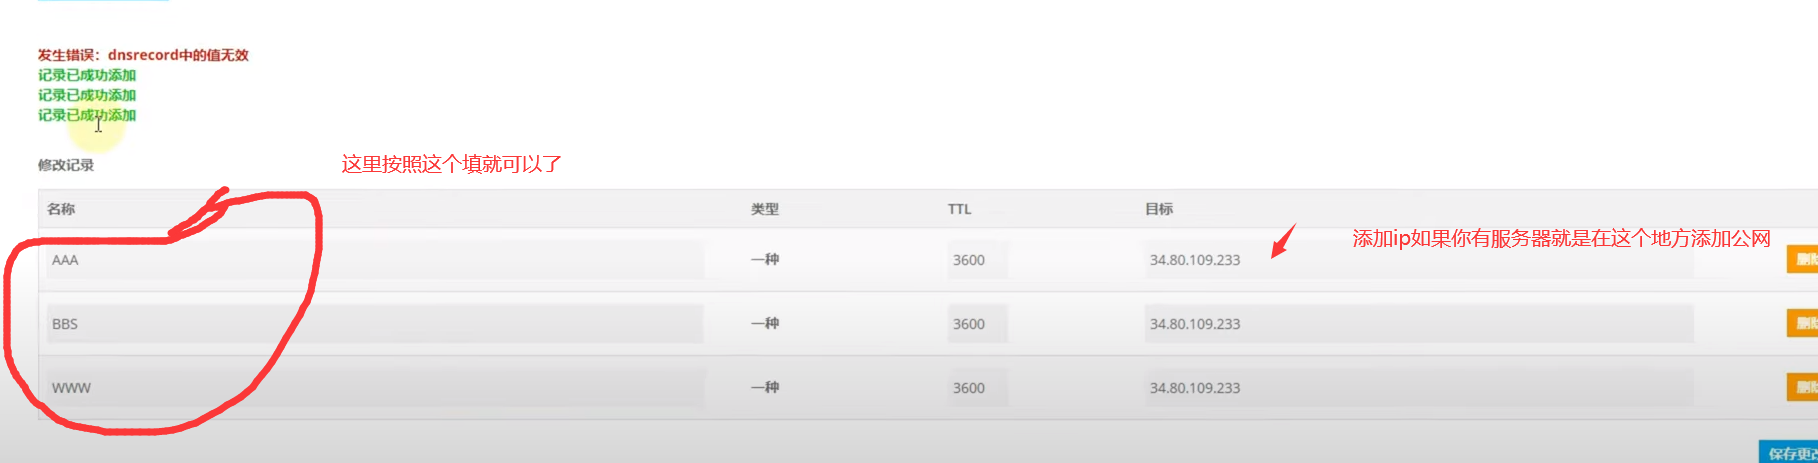 发生错误：dnsrecord中的值无效
记录已成功添加
记录已成功添加
记录已成功添加
修改记录
这里按照这个填就可以了
名称 类型 TTL 目标
添加ip如果你有服务器就是在这个地方添加公网
AAA 一种 3600 34.80.109.233
BBS 一种 3600 34.80.109.233
WWW 一种 3600 34.80.109.233
保存更